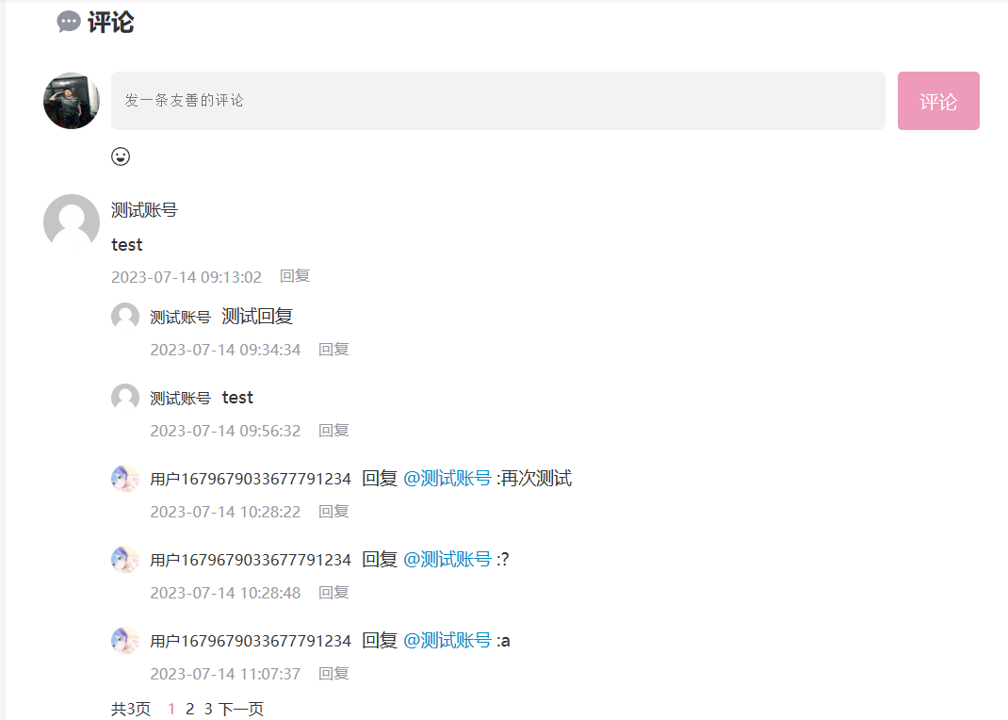 评论
发一条友善的评论
评论
测试账号
test
2023-07-14 09:13:02 回复
测试账号 测试回复
2023-07-14 09:34:34 回复
测试账号 test
2023-07-14 09:56:32 回复
用户1679679033677791234 回复 @测试账号 :再次测试
2023-07-14 10:28:22 回复
用户1679679033677791234 回复 @测试账号 :?
2023-07-14 10:28:48 回复
用户1679679033677791234 回复 @测试账号 :a
2023-07-14 11:07:37 回复
共3页 1 2 3 下一页